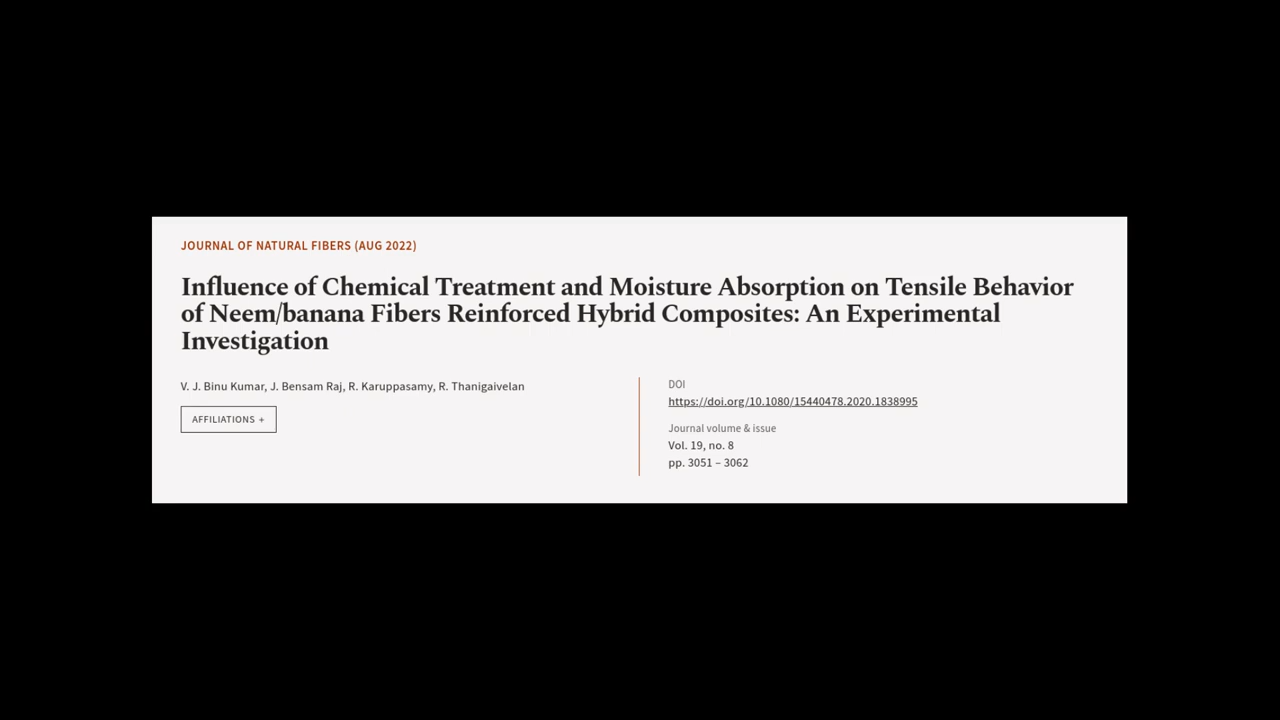 JOURNAL OF NATURAL FIBERS (AUG 2022)
Influence of Chemical Treatment and Moisture Absorption on Tensile Behavior
of Neem/banana Fibers Reinforced Hybrid Composites: An Experimental
Investigation
V. J. Binu Kumar, J. Bensam Raj, R. Karuppasamy, R. Thanigaivelan
AFFILIATIONS +
DOI
https://doi.org/10.1080/15440478.2020.1838995
Journal volume & issue
Vol. 19, no. 8
pp. 3051 – 3062